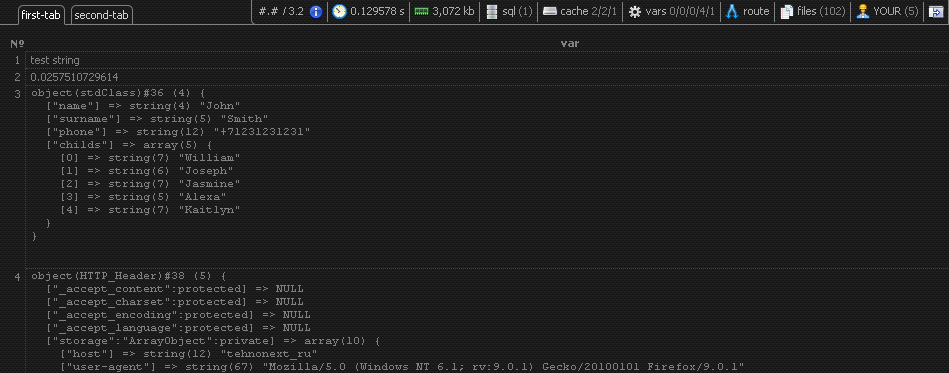 first-tab second-tab #.# / 3.2 0.129578 s 3,072 kb sql (1) cache 2/2/1 vars 0/0/0/4/1 route files (102) YOUR (5)
№ var
1 test string
2 0.0257510729614
3 object(stdClass)#36 (4) {
["name"] => string(4) "John"
["surname"] => string(5) "Smith"
["phone"] => string(12) "+71231231231"
["childs"] => array(5) {
[0] => string(7) "William"
[1] => string(6) "Joseph"
[2] => string(7) "Jasmine"
[3] => string(5) "Alexa"
[4] => string(7) "Kaitlyn"
}
}
4 object(HTTP_Header)#38 (5) {
["_accept_content":protected] => NULL
["_accept_charset":protected] => NULL
["_accept_encoding":protected] => NULL
["_accept_language":protected] => NULL
["storage":"ArrayObject":private] => array(10) {
["host"] => string(12) "tehnonext_ru"
["user-agent"] => string(67) "Mozilla/5.0 (Windows NT 6.1; rv:9.0.1) Gecko/20100101 Firefox/9.0.1"